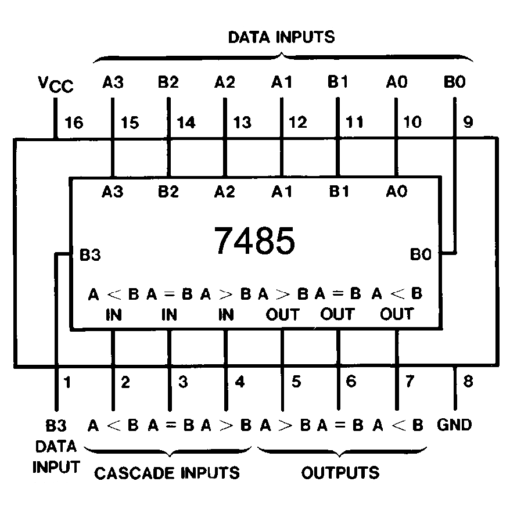 DATA INPUTS
VCC A3 B2 A2 A1 B1 A0 B0
16 15 14 13 12 11 10 9
A3 B2 A2 A1 B1 A0
7485
B3 B0
A < B A = B A > B A > B A = B A < B
IN IN IN OUT OUT OUT
1 2 3 4 5 6 7 8
B3 A < B A = B A > B A > B A = B A < B GND
DATA
INPUT
CASCADE INPUTS OUTPUTS